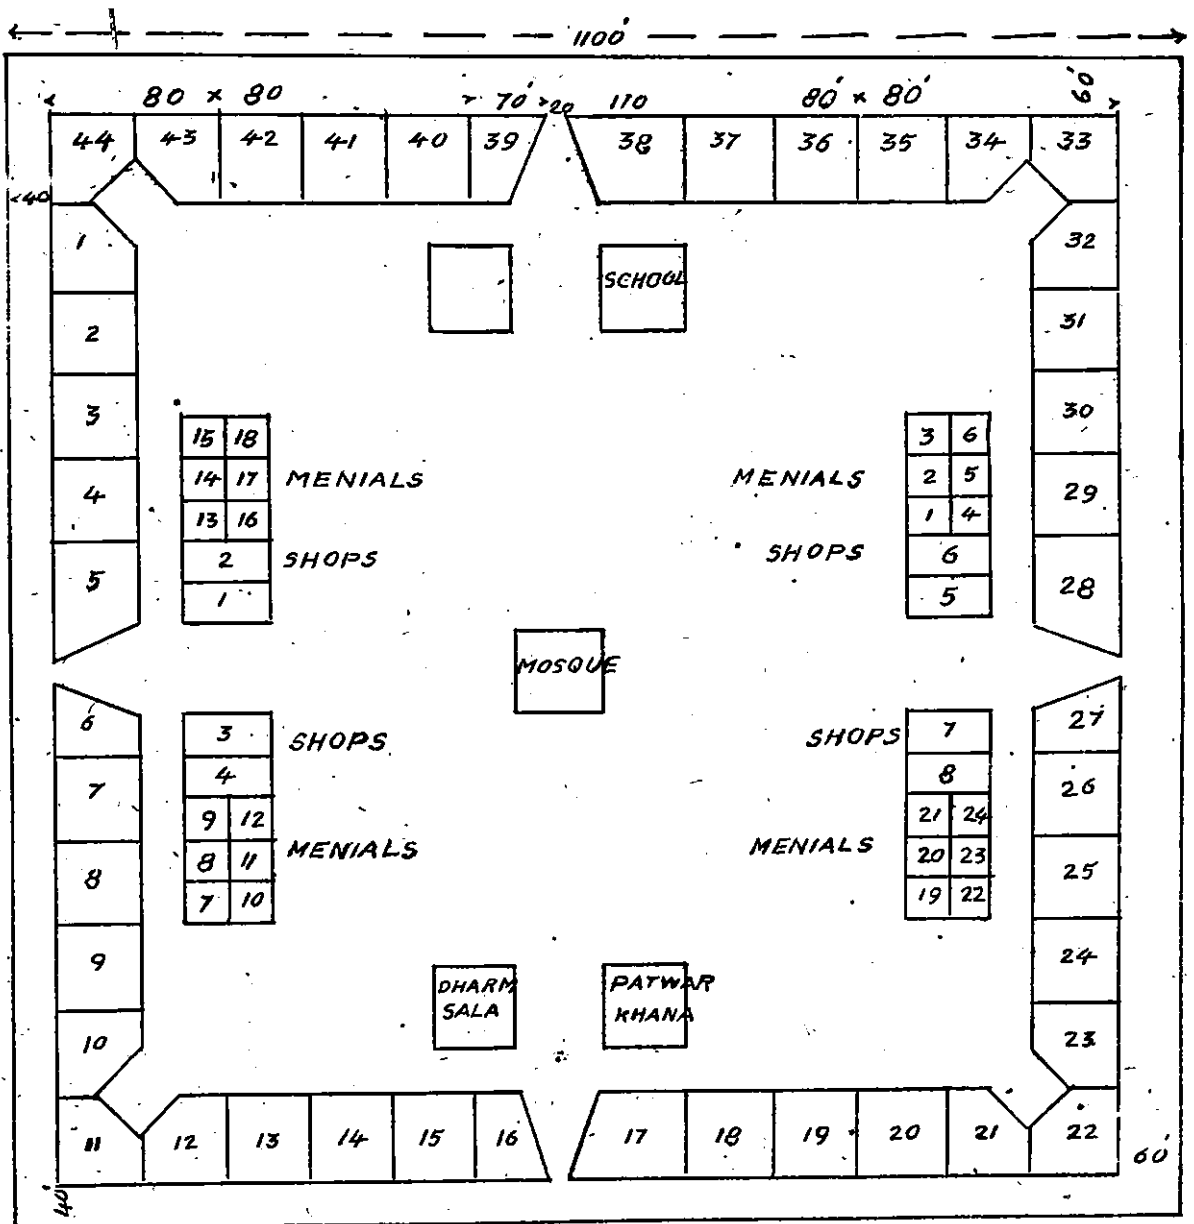 1100'
80 × 80 70' 20 110 80' × 80' 60'
44 43 42 41 40 39 38 37 36 35 34 33
40
1 32
SCHOOL
2 31
3 30
15 18 MENIALS MENIALS 3 6
14 17 2 5
13 16 1 4
4 29
2 SHOPS SHOPS 6
1 5
5 28
MOSQUE
6 27
3 SHOPS SHOPS 7
4 8
7 26
9 12 MENIALS MENIALS 21 24
8 11 20 23
7 10 19 22
8 25
9 24
DHARM PATWAR
SALA KHANA
10 23
11 12 13 14 15 16 17 18 19 20 21 22
60'
40'